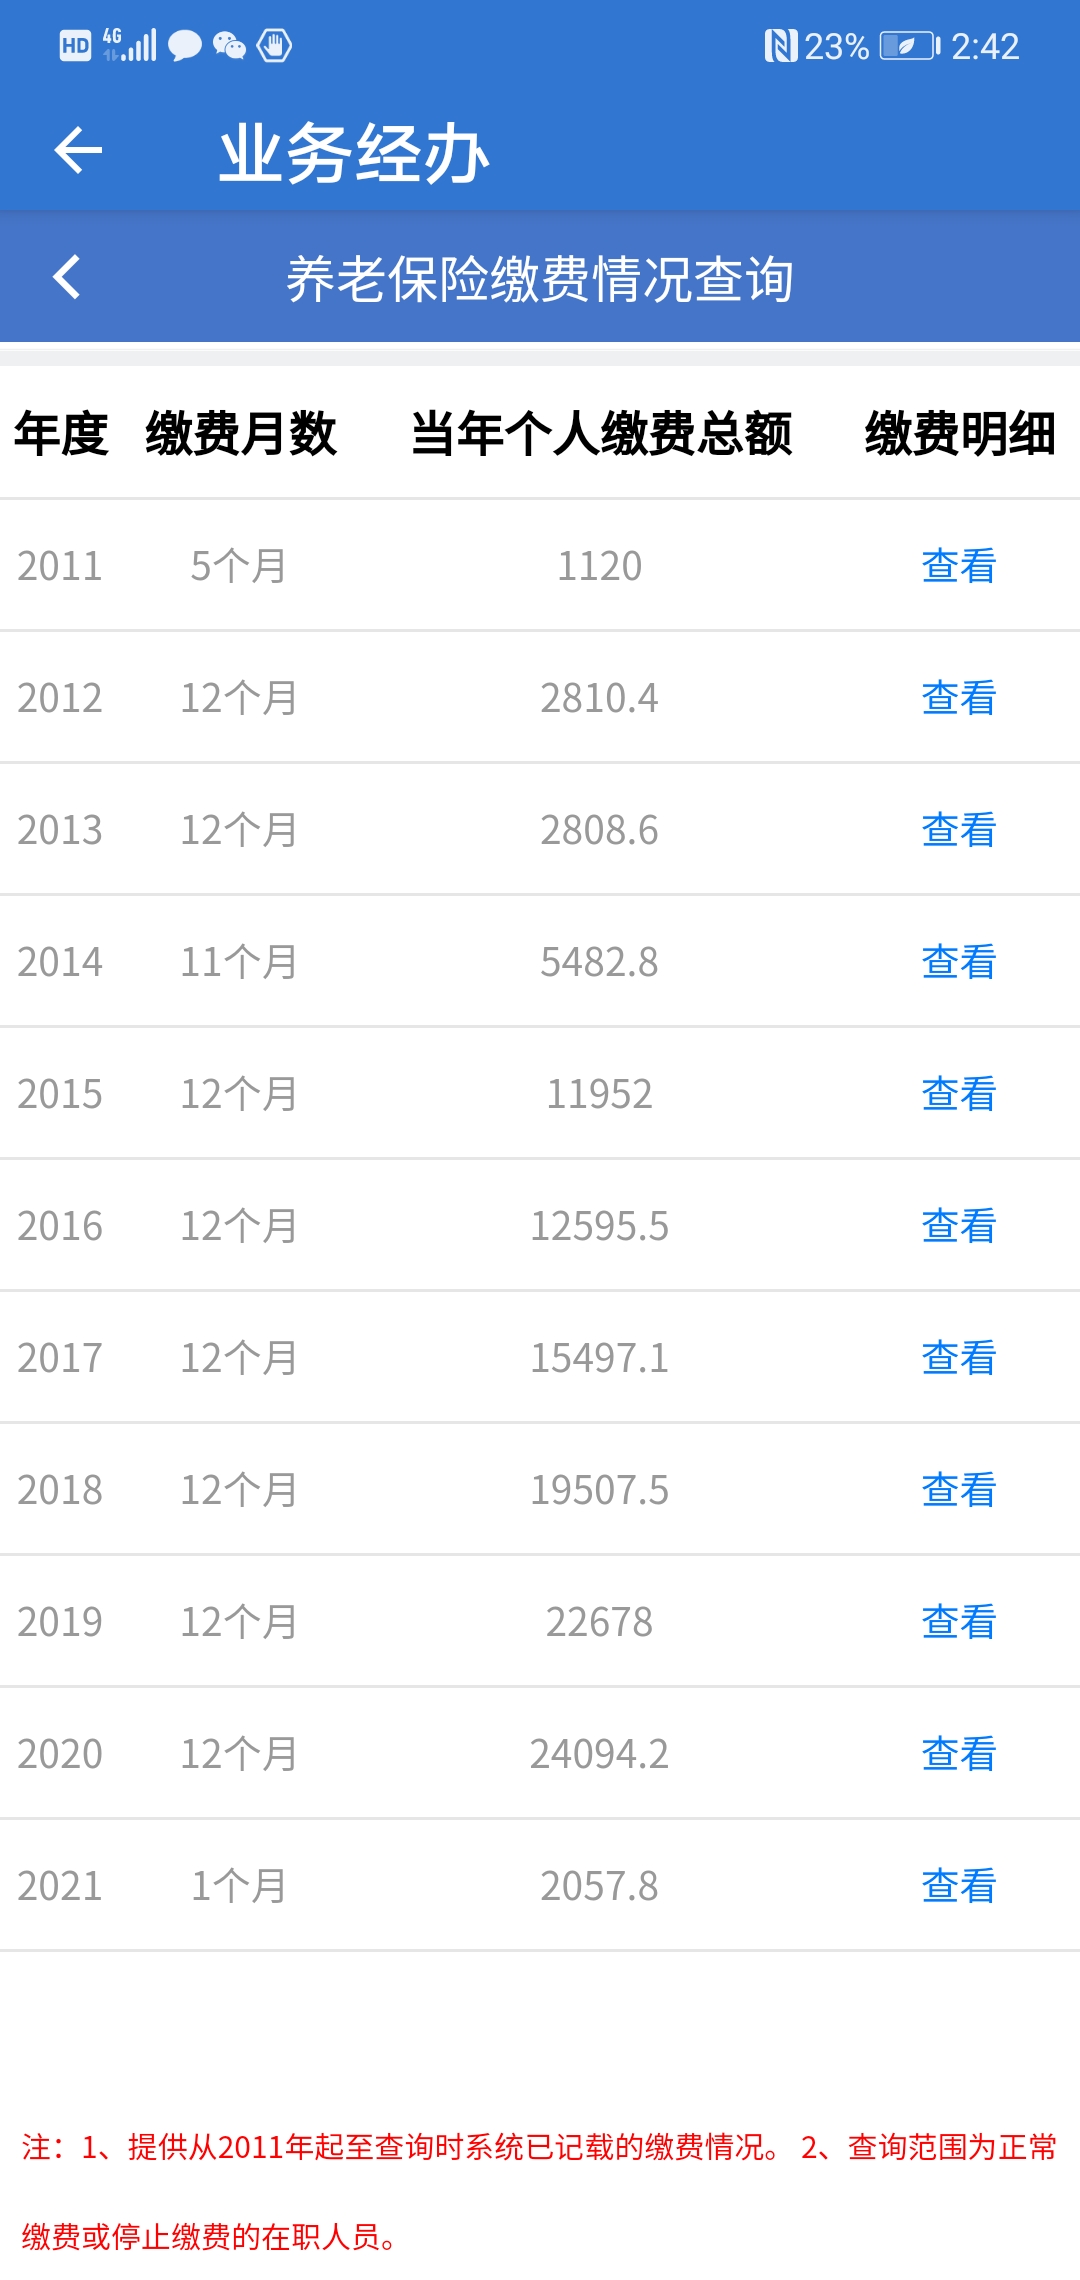 HD 4G 23% 2:42
业务经办
养老保险缴费情况查询
年度 缴费月数 当年个人缴费总额 缴费明细
2011 5个月 1120 查看
2012 12个月 2810.4 查看
2013 12个月 2808.6 查看
2014 11个月 5482.8 查看
2015 12个月 11952 查看
2016 12个月 12595.5 查看
2017 12个月 15497.1 查看
2018 12个月 19507.5 查看
2019 12个月 22678 查看
2020 12个月 24094.2 查看
2021 1个月 2057.8 查看
注：1、提供从2011年起至查询时系统已记载的缴费情况。 2、查询范围为正常
缴费或停止缴费的在职人员。